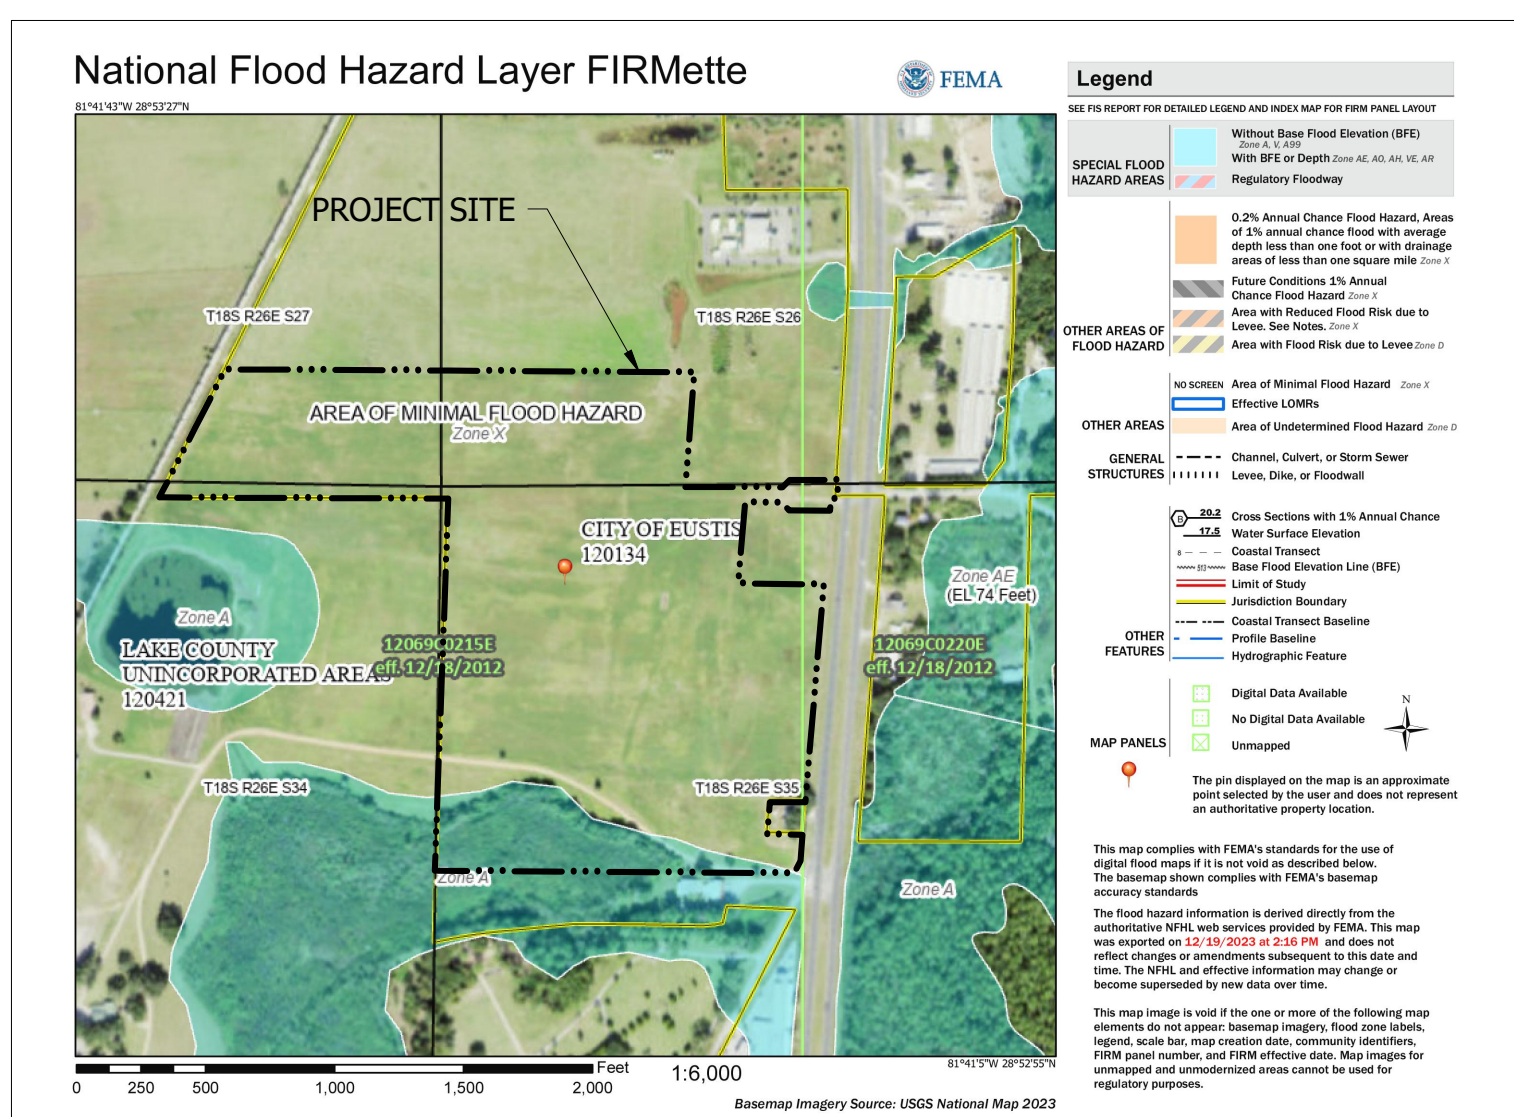 National Flood Hazard Layer FIRMette
FEMA
81°41'43"W 28°53'27"N
PROJECT SITE
T18S R26E S27
T18S R26E S26
AREA OF MINIMAL FLOOD HAZARD
Zone X
CITY OF EUSTIS
120134
Zone AE
(EL 74 Feet)
Zone A
LAKE COUNTY
UNINCORPORATED AREAS
120421
12069C0215E
eff. 12/18/2012
12069C0220E
eff. 12/18/2012
T18S R26E S34
T18S R26E S35
Zone A
Zone A
81°41'5"W 28°52'55"N
0 250 500 1,000 1,500 2,000
Feet
1:6,000
Basemap Imagery Source: USGS National Map 2023
Legend
SEE FIS REPORT FOR DETAILED LEGEND AND INDEX MAP FOR FIRM PANEL LAYOUT
SPECIAL FLOOD
HAZARD AREAS
Without Base Flood Elevation (BFE)
Zone A, V, A99
With BFE or Depth Zone AE, AO, AH, VE, AR
Regulatory Floodway
OTHER AREAS OF
FLOOD HAZARD
0.2% Annual Chance Flood Hazard, Areas
of 1% annual chance flood with average
depth less than one foot or with drainage
areas of less than one square mile Zone X
Future Conditions 1% Annual
Chance Flood Hazard Zone X
Area with Reduced Flood Risk due to
Levee. See Notes. Zone X
Area with Flood Risk due to Levee Zone D
OTHER AREAS
NO SCREEN Area of Minimal Flood Hazard Zone X
Effective LOMRs
Area of Undetermined Flood Hazard Zone D
GENERAL
STRUCTURES
Channel, Culvert, or Storm Sewer
Levee, Dike, or Floodwall
OTHER
FEATURES
B 20.2 Cross Sections with 1% Annual Chance
17.5 Water Surface Elevation
8 Coastal Transect
513 Base Flood Elevation Line (BFE)
Limit of Study
Jurisdiction Boundary
Coastal Transect Baseline
Profile Baseline
Hydrographic Feature
MAP PANELS
Digital Data Available
No Digital Data Available
Unmapped
N
The pin displayed on the map is an approximate
point selected by the user and does not represent
an authoritative property location.
This map complies with FEMA's standards for the use of
digital flood maps if it is not void as described below.
The basemap shown complies with FEMA's basemap
accuracy standards
The flood hazard information is derived directly from the
authoritative NFHL web services provided by FEMA. This map
was exported on 12/19/2023 at 2:16 PM and does not
reflect changes or amendments subsequent to this date and
time. The NFHL and effective information may change or
become superseded by new data over time.
This map image is void if the one or more of the following map
elements do not appear: basemap imagery, flood zone labels,
legend, scale bar, map creation date, community identifiers,
FIRM panel number, and FIRM effective date. Map images for
unmapped and unmodernized areas cannot be used for
regulatory purposes.